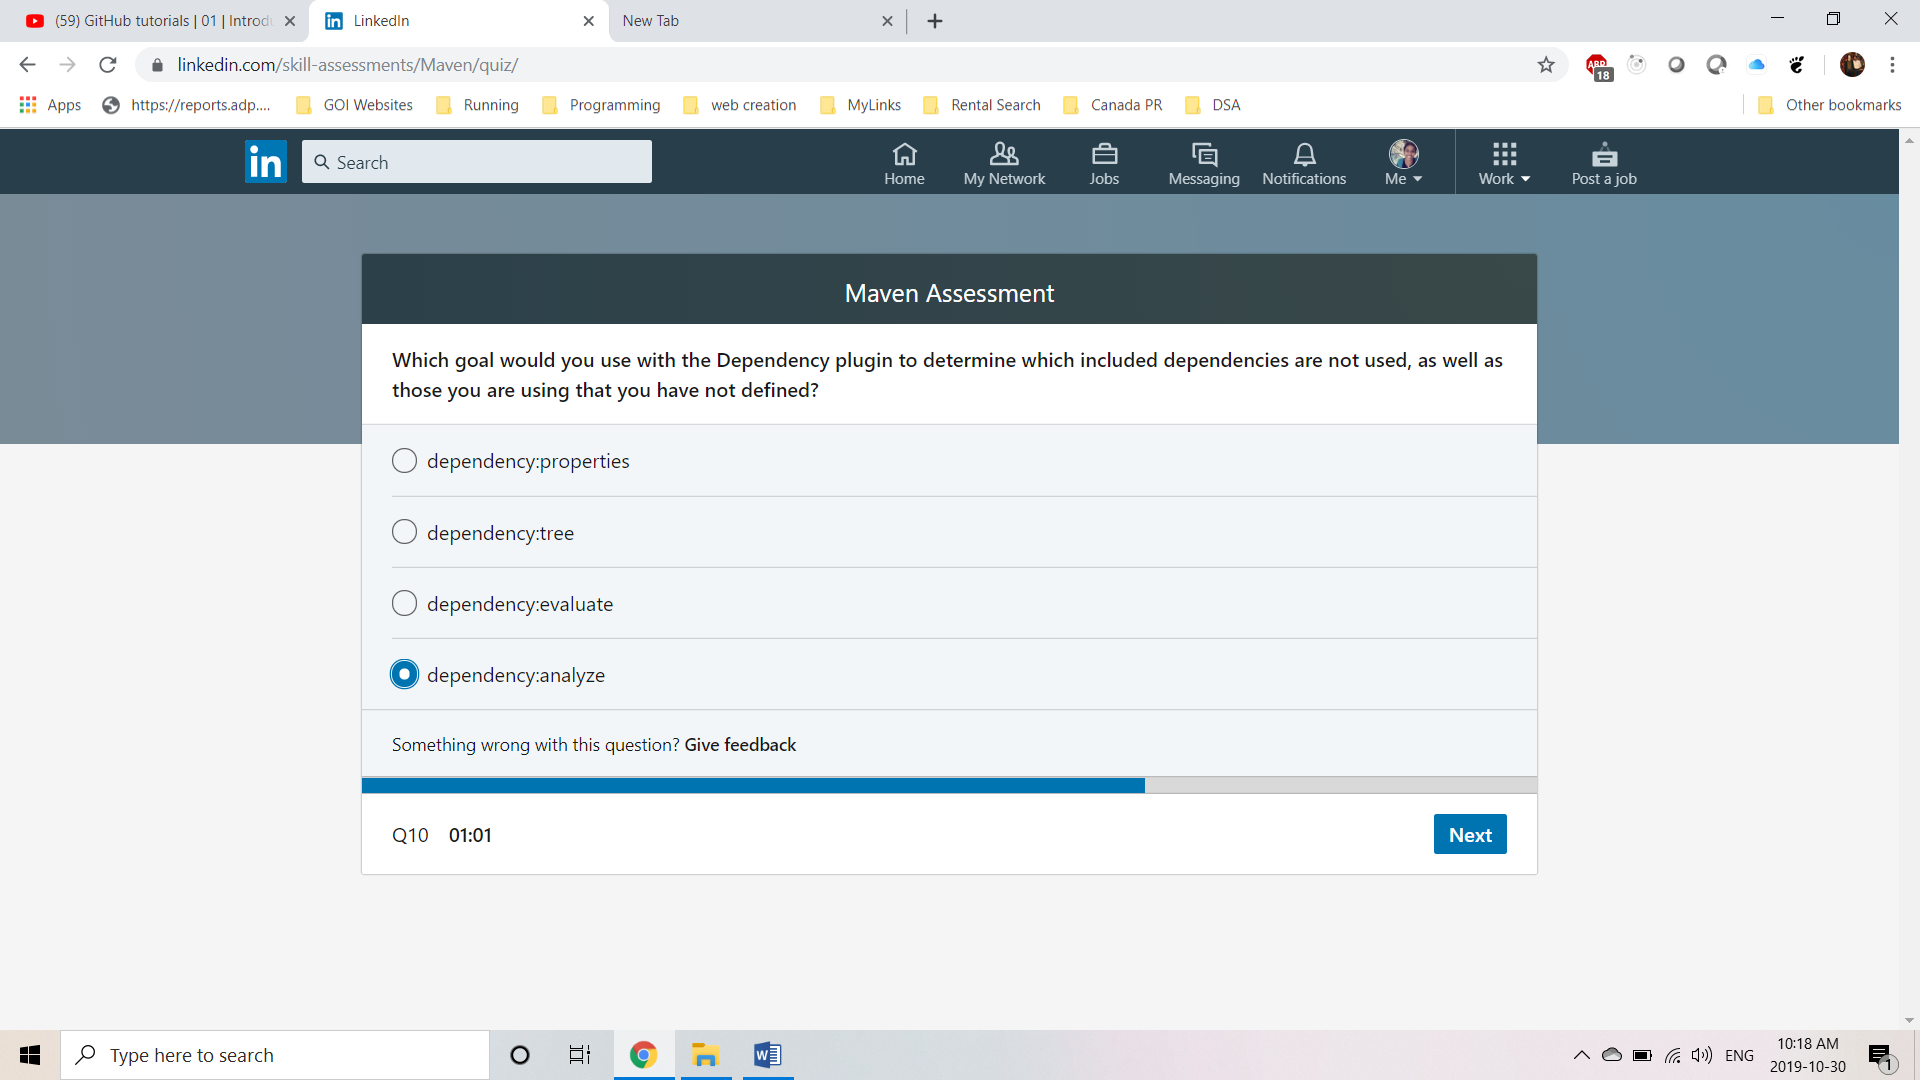 (59) GitHub tutorials | 01 | Introdu
LinkedIn
New Tab
linkedin.com/skill-assessments/Maven/quiz/
ABP
18
Apps
https://reports.adp....
GOI Websites
Running
Programming
web creation
MyLinks
Rental Search
Canada PR
DSA
Other bookmarks
in
Search
Home
My Network
Jobs
Messaging
Notifications
Me
Work
Post a job
Maven Assessment
Which goal would you use with the Dependency plugin to determine which included dependencies are not used, as well as
those you are using that you have not defined?
dependency:properties
dependency:tree
dependency:evaluate
dependency:analyze
Something wrong with this question? Give feedback
Q10 01:01
Next
Type here to search
ENG
10:18 AM
2019-10-30
1